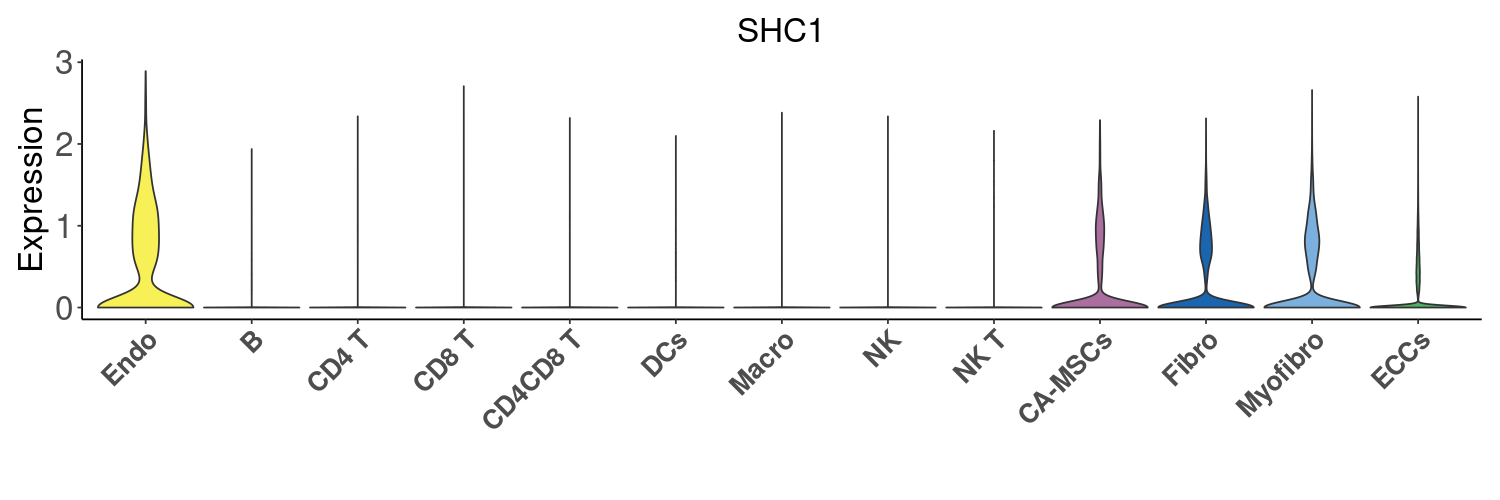 SHC1
Expression
3
2
1
0
Endo
B
CD4 T
CD8 T
CD4CD8 T
DCs
Macro
NK
NK T
CA-MSCs
Fibro
Myofibro
ECCs